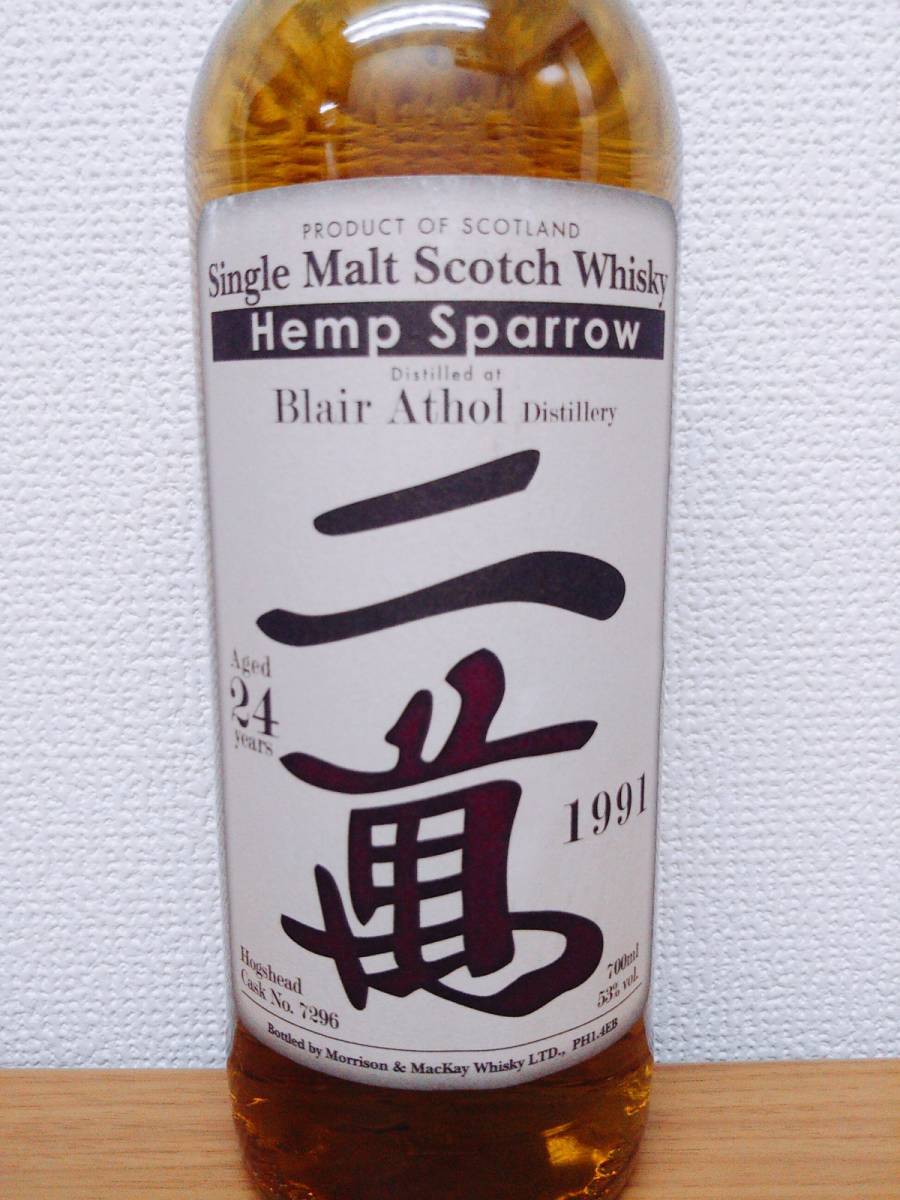 PRODUCT OF SCOTLAND
Single Malt Scotch Whisky
Hemp Sparrow
Distilled at
Blair Athol Distillery
二
萬
Aged
24
years
1991
Hogshead
Cask No. 7296
700ml
53% vol.
Bottled by Morrison & MacKay Whisky LTD., PH1.4EB